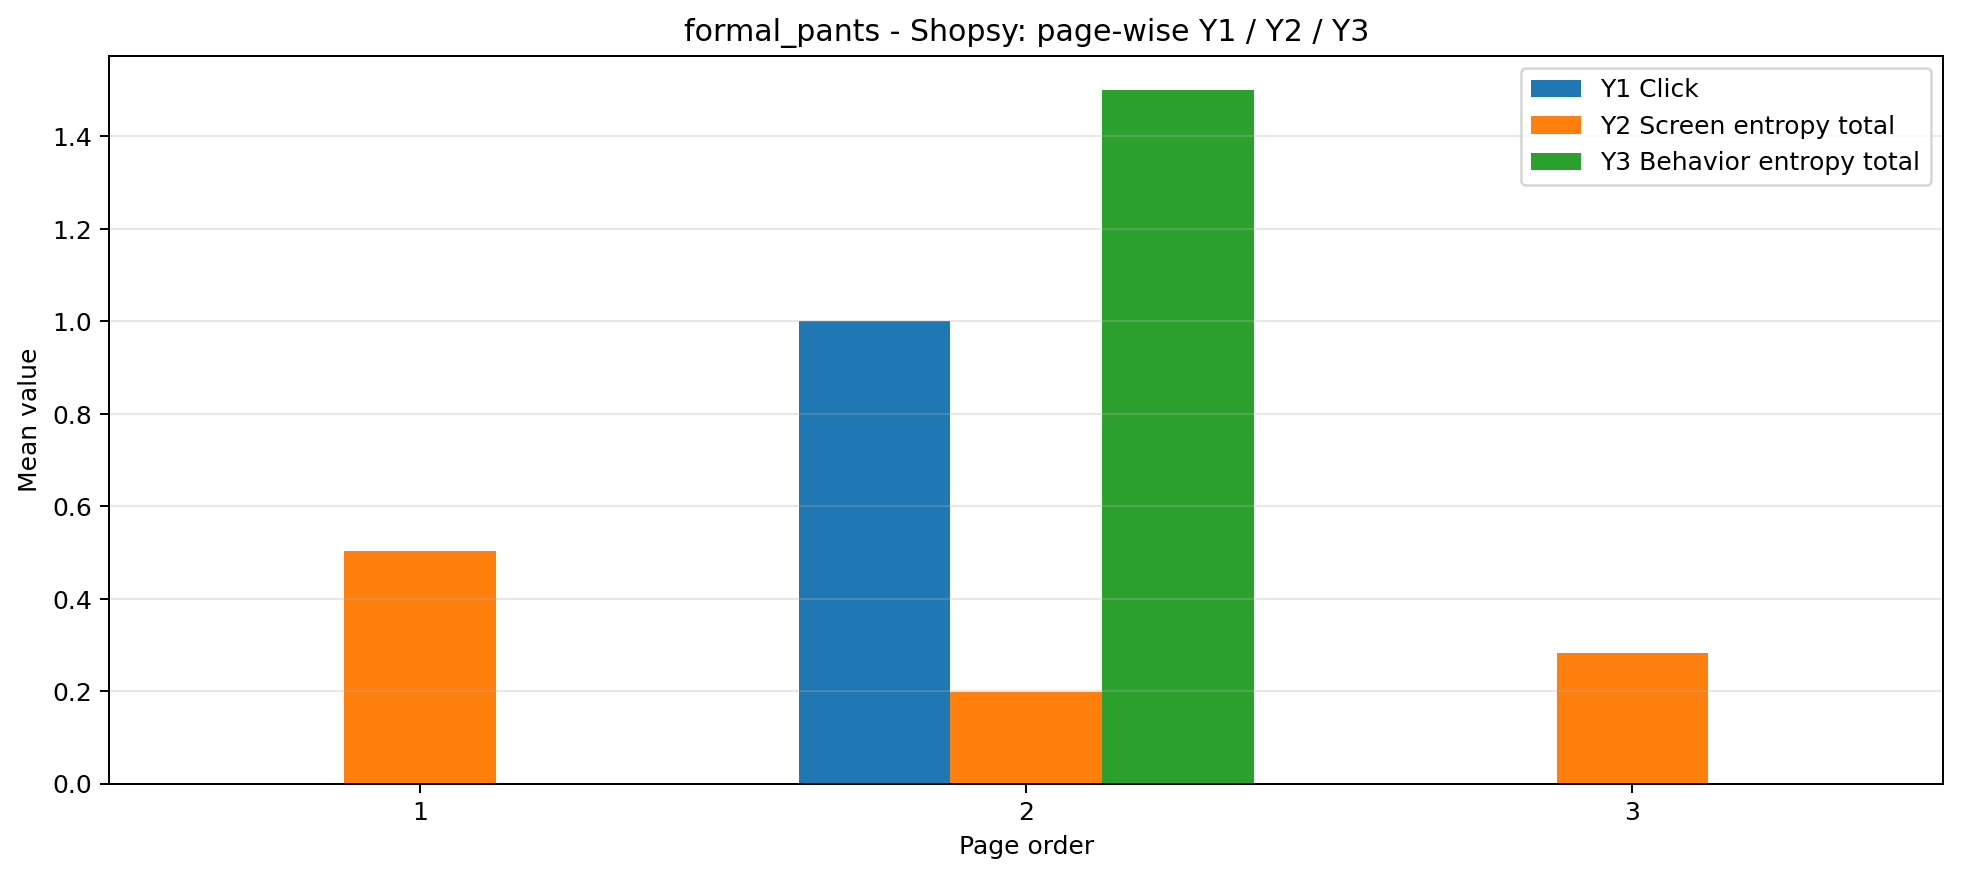 formal_pants - Shopsy: page-wise Y1 / Y2 / Y3
Y1 Click
Y2 Screen entropy total
Y3 Behavior entropy total
Mean value
1.4
1.2
1.0
0.8
0.6
0.4
0.2
0.0
1
2
3
Page order